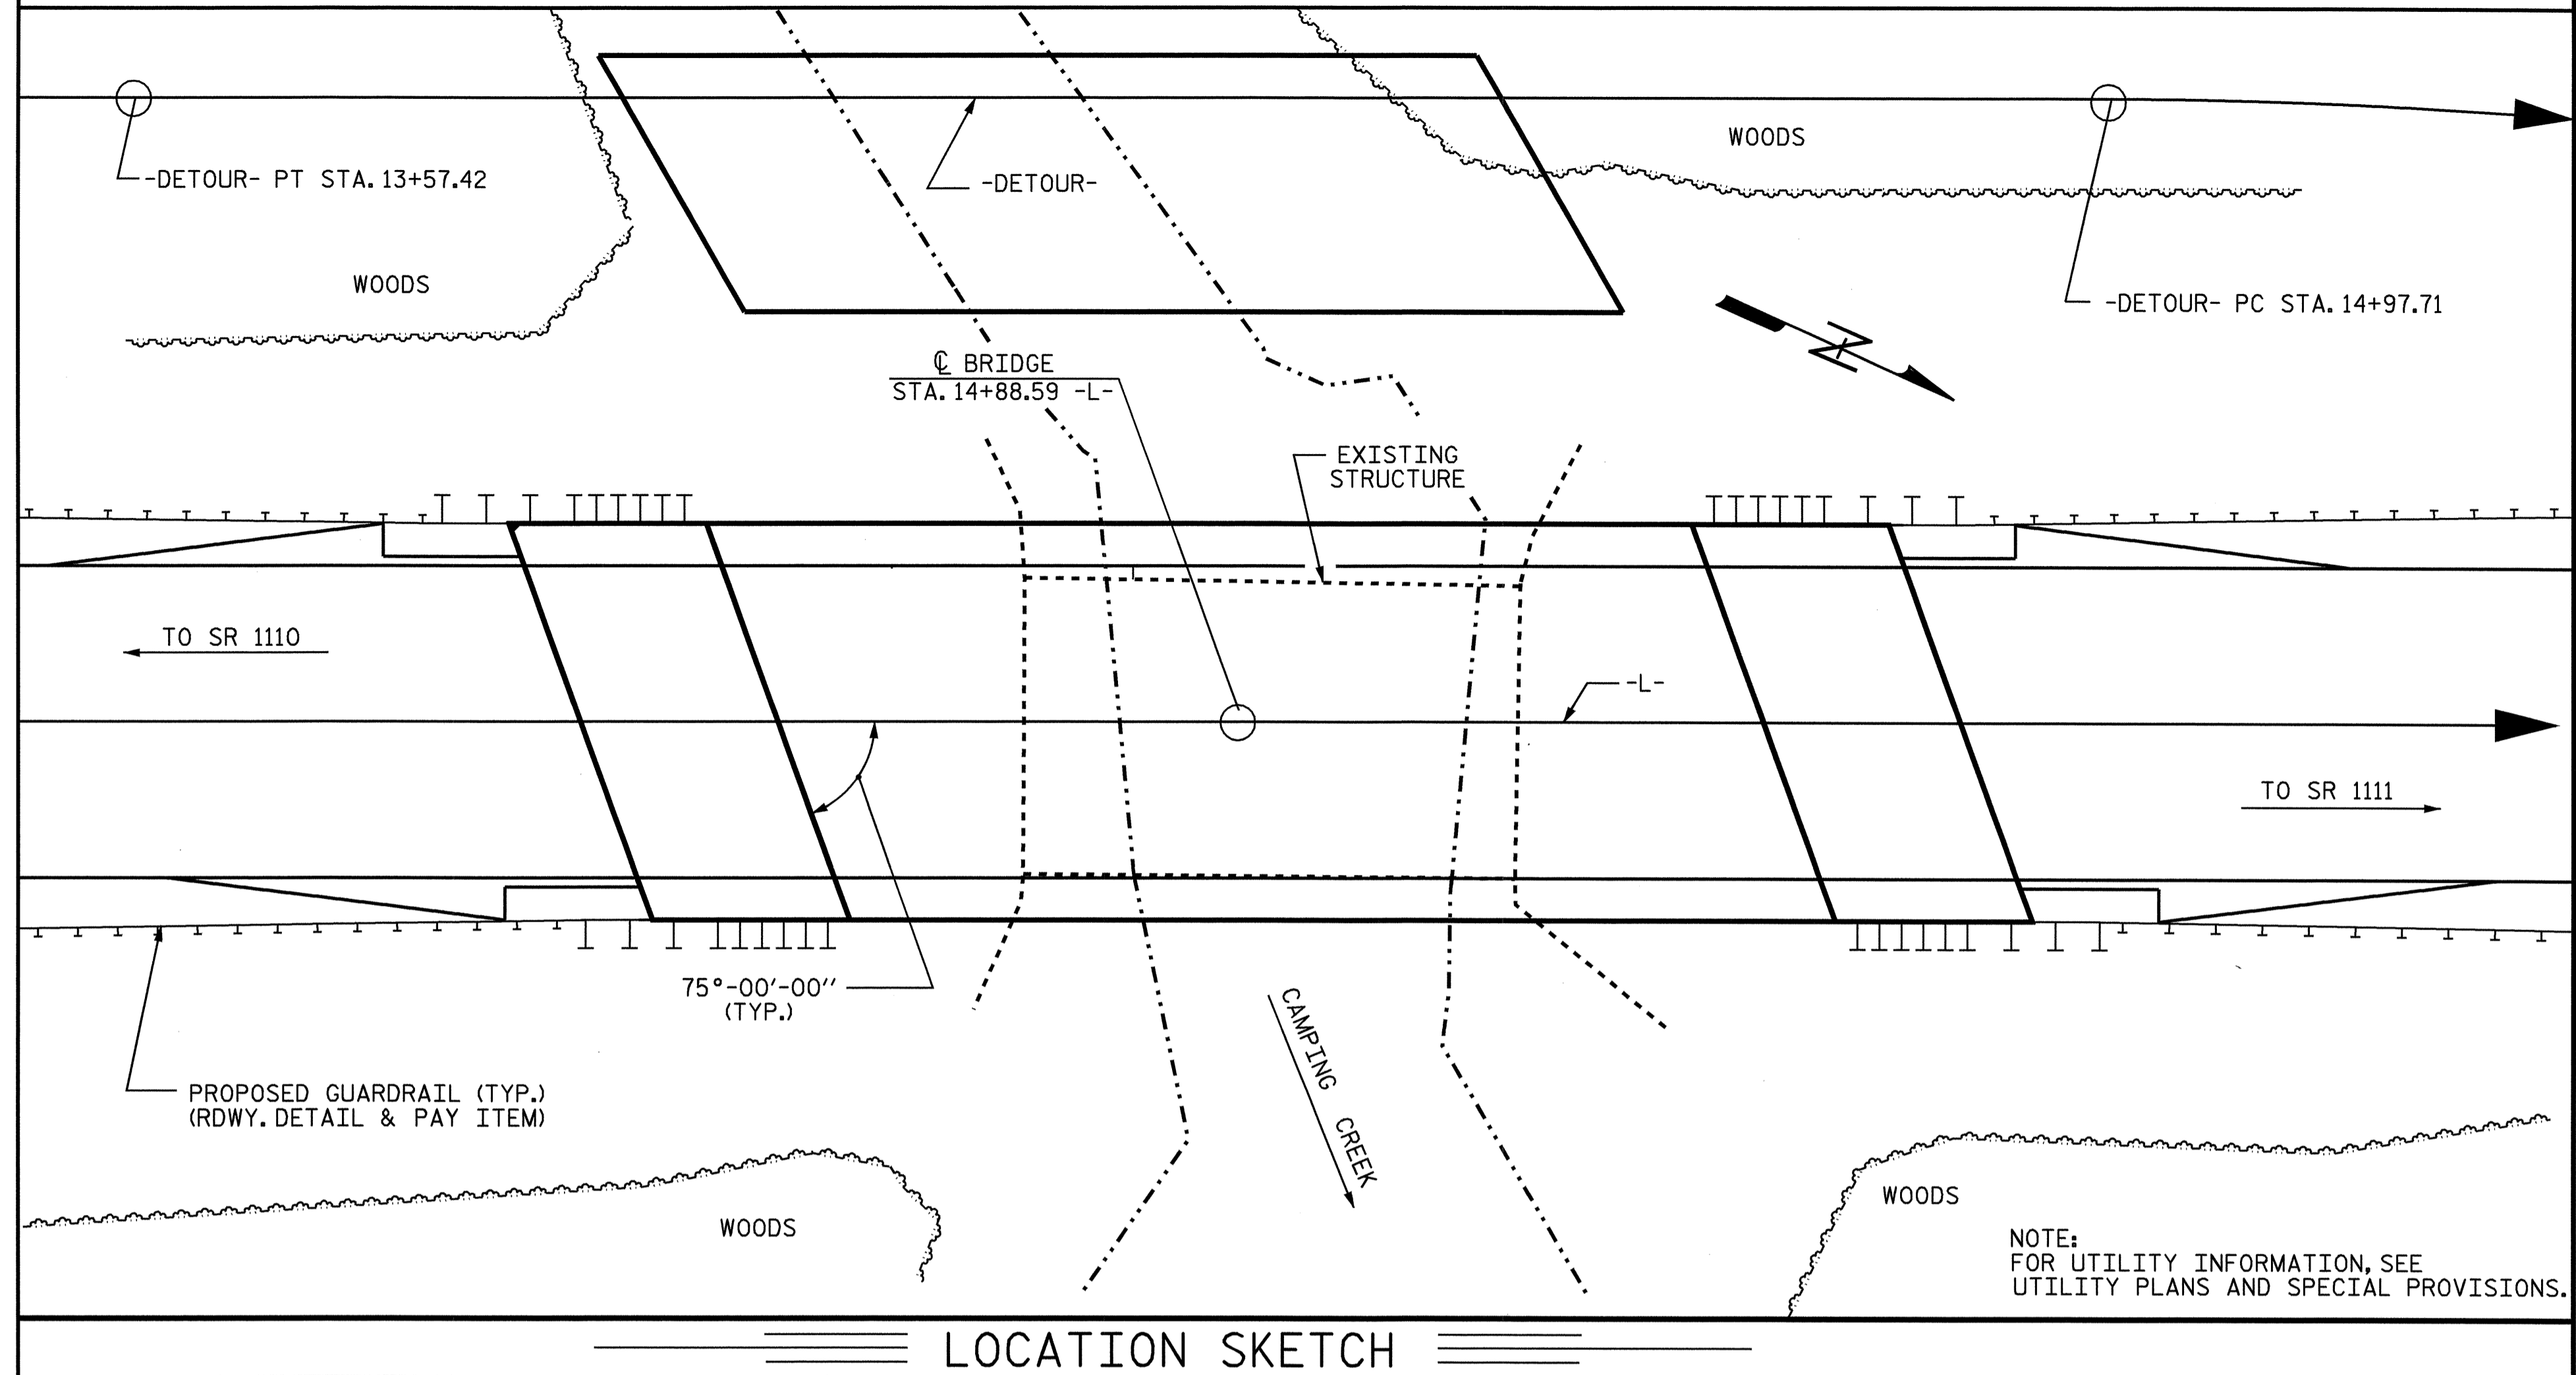 WOODS
-DETOUR- PT STA. 13+57.42
-DETOUR-
WOODS
-DETOUR- PC STA. 14+97.71
N
℄ BRIDGE
STA. 14+88.59 -L-
EXISTING
STRUCTURE
TO SR 1110
-L-
TO SR 1111
75°-00'-00"
(TYP.)
CAMPING CREEK
PROPOSED GUARDRAIL (TYP.)
(RDWY. DETAIL & PAY ITEM)
WOODS
WOODS
NOTE:
FOR UTILITY INFORMATION, SEE
UTILITY PLANS AND SPECIAL PROVISIONS.
LOCATION SKETCH